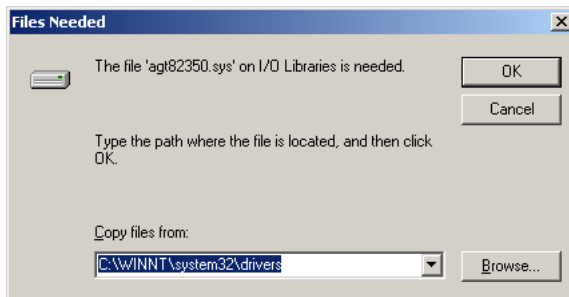 Files Needed
The file 'agt82350.sys' on I/O Libraries is needed.
OK
Cancel
Type the path where the file is located, and then click
OK.
Copy files from:
C:\WINNT\system32\drivers
Browse...